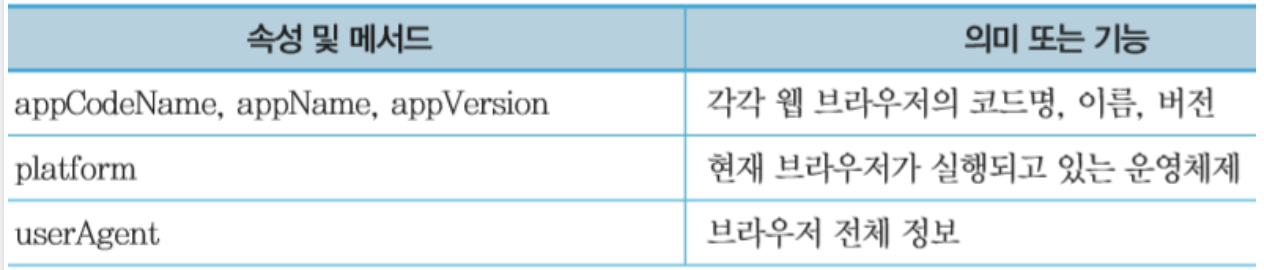 속성 및 메서드 의미 또는 기능
appCodeName, appName, appVersion 각각 웹 브라우저의 코드명, 이름, 버전
platform 현재 브라우저가 실행되고 있는 운영체제
userAgent 브라우저 전체 정보